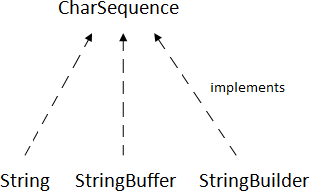 CharSequence
implements
String StringBuffer StringBuilder